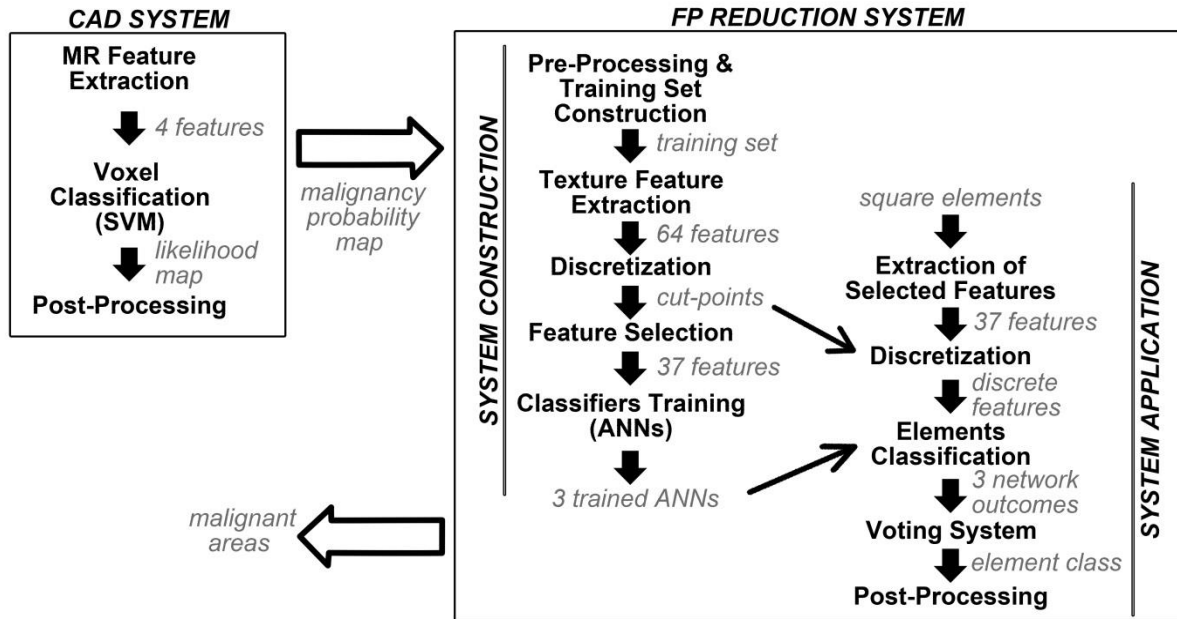 CAD SYSTEM
MR Feature
Extraction
4 features
Voxel
Classification
(SVM)
likelihood
map
Post-Processing
malignancy
probability
map
FP REDUCTION SYSTEM
SYSTEM CONSTRUCTION
Pre-Processing &
Training Set
Construction
training set
Texture Feature
Extraction
64 features
Discretization
cut-points
Feature Selection
37 features
Classifiers Training
(ANNs)
3 trained ANNs
square elements
Extraction of
Selected Features
37 features
Discretization
discrete
features
Elements
Classification
3 network
outcomes
Voting System
element class
Post-Processing
SYSTEM APPLICATION
malignant
areas